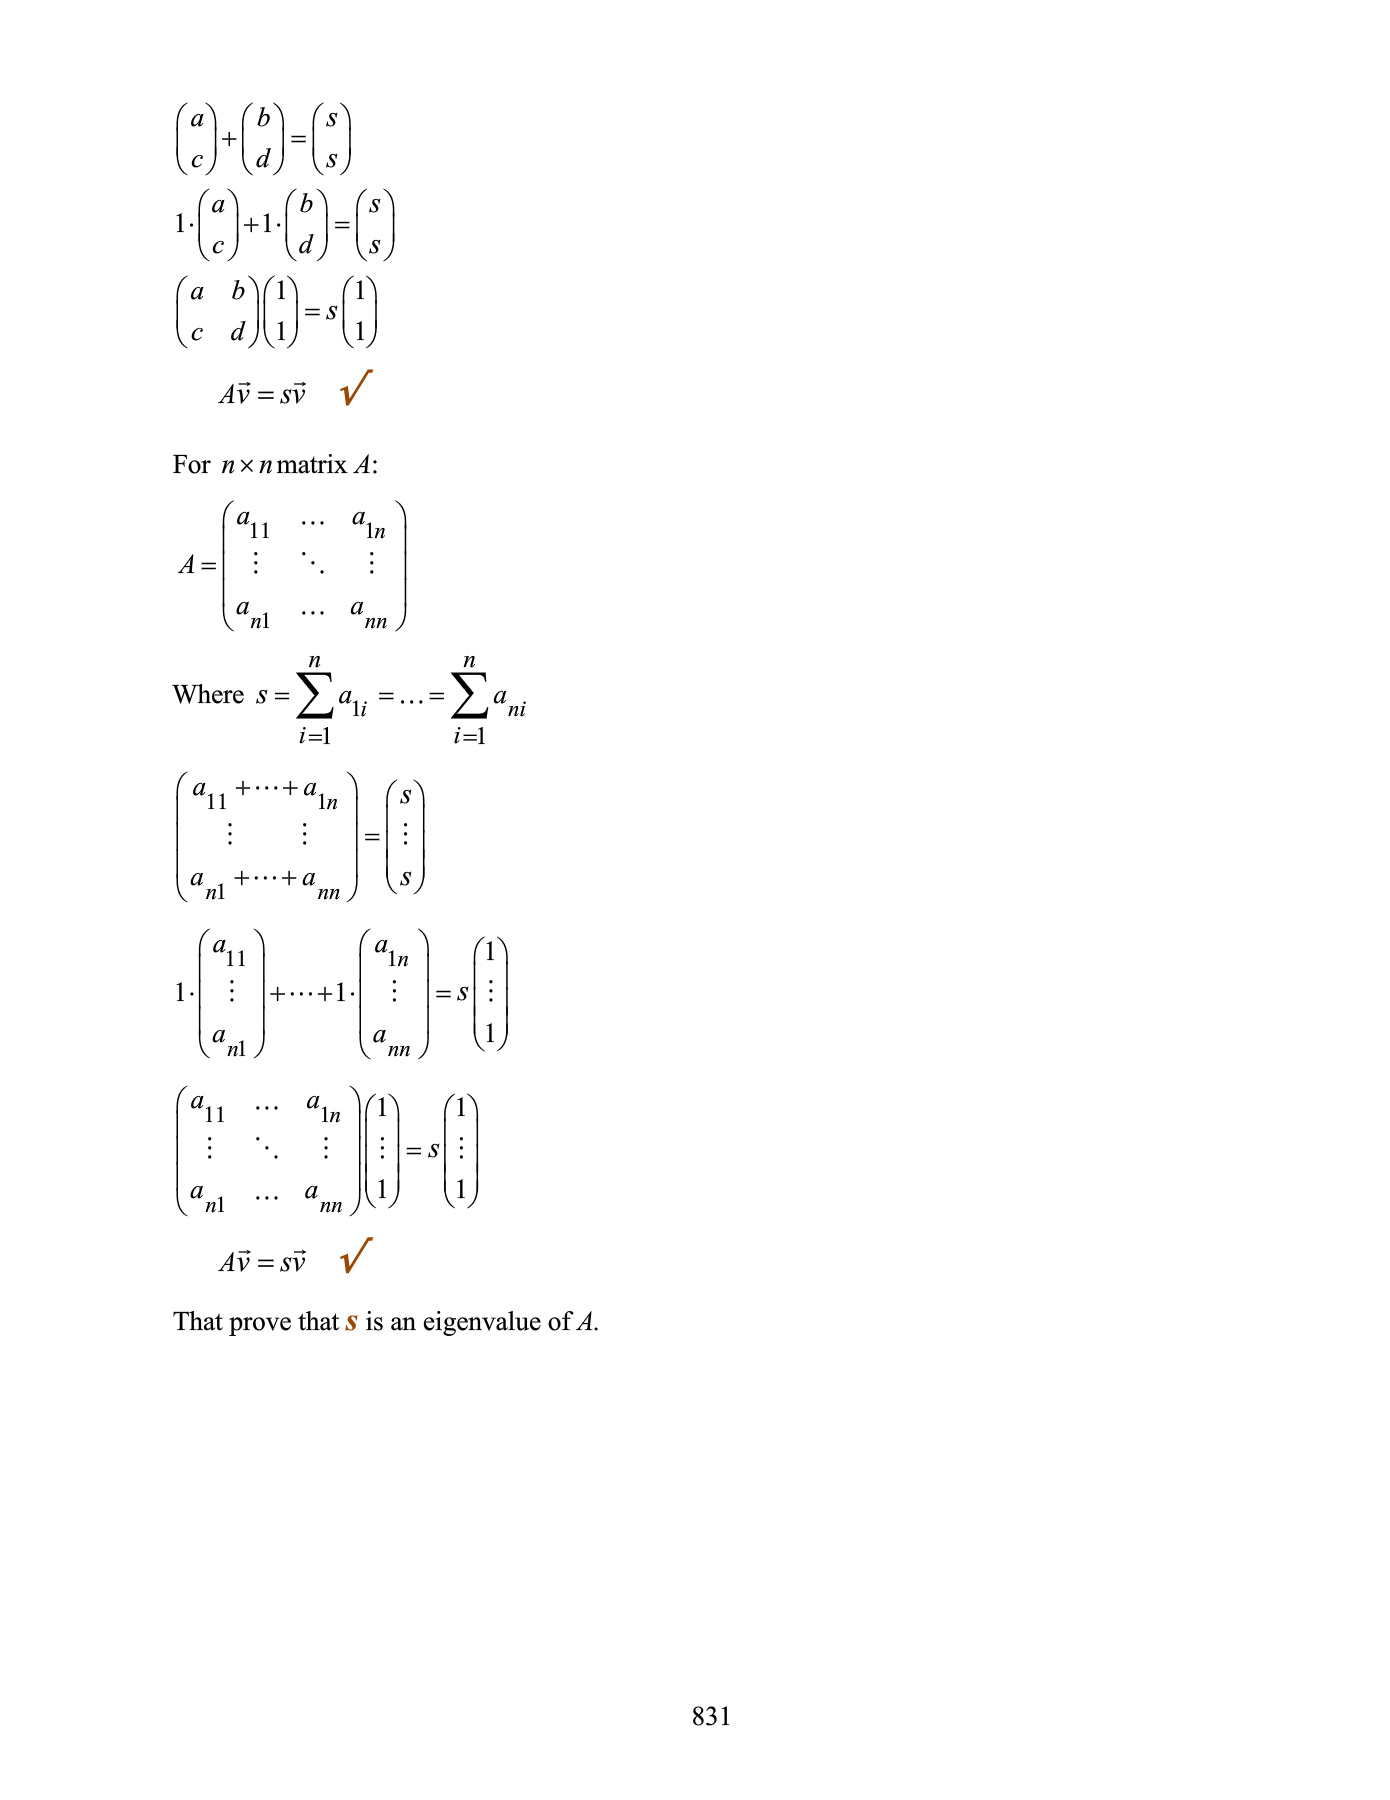 $\begin{pmatrix} a \\ c \end{pmatrix} + \begin{pmatrix} b \\ d \end{pmatrix} = \begin{pmatrix} s \\ s \end{pmatrix}$
$1 \cdot \begin{pmatrix} a \\ c \end{pmatrix} + 1 \cdot \begin{pmatrix} b \\ d \end{pmatrix} = \begin{pmatrix} s \\ s \end{pmatrix}$
$\begin{pmatrix} a & b \\ c & d \end{pmatrix} \begin{pmatrix} 1 \\ 1 \end{pmatrix} = s \begin{pmatrix} 1 \\ 1 \end{pmatrix}$
$A\vec{v} = s\vec{v}$ √
For $n \times n$ matrix $A$:
$A = \begin{pmatrix} a_{11} & \dots & a_{1n} \\ \vdots & \ddots & \vdots \\ a_{n1} & \dots & a_{nn} \end{pmatrix}$
Where $s = \sum_{i=1}^{n} a_{1i} = \dots = \sum_{i=1}^{n} a_{ni}$
$\begin{pmatrix} a_{11} + \cdots + a_{1n} \\ \vdots \quad \vdots \\ a_{n1} + \cdots + a_{nn} \end{pmatrix} = \begin{pmatrix} s \\ \vdots \\ s \end{pmatrix}$
$1 \cdot \begin{pmatrix} a_{11} \\ \vdots \\ a_{n1} \end{pmatrix} + \cdots + 1 \cdot \begin{pmatrix} a_{1n} \\ \vdots \\ a_{nn} \end{pmatrix} = s \begin{pmatrix} 1 \\ \vdots \\ 1 \end{pmatrix}$
$\begin{pmatrix} a_{11} & \dots & a_{1n} \\ \vdots & \ddots & \vdots \\ a_{n1} & \dots & a_{nn} \end{pmatrix} \begin{pmatrix} 1 \\ \vdots \\ 1 \end{pmatrix} = s \begin{pmatrix} 1 \\ \vdots \\ 1 \end{pmatrix}$
$A\vec{v} = s\vec{v}$ √
That prove that s is an eigenvalue of A.
831